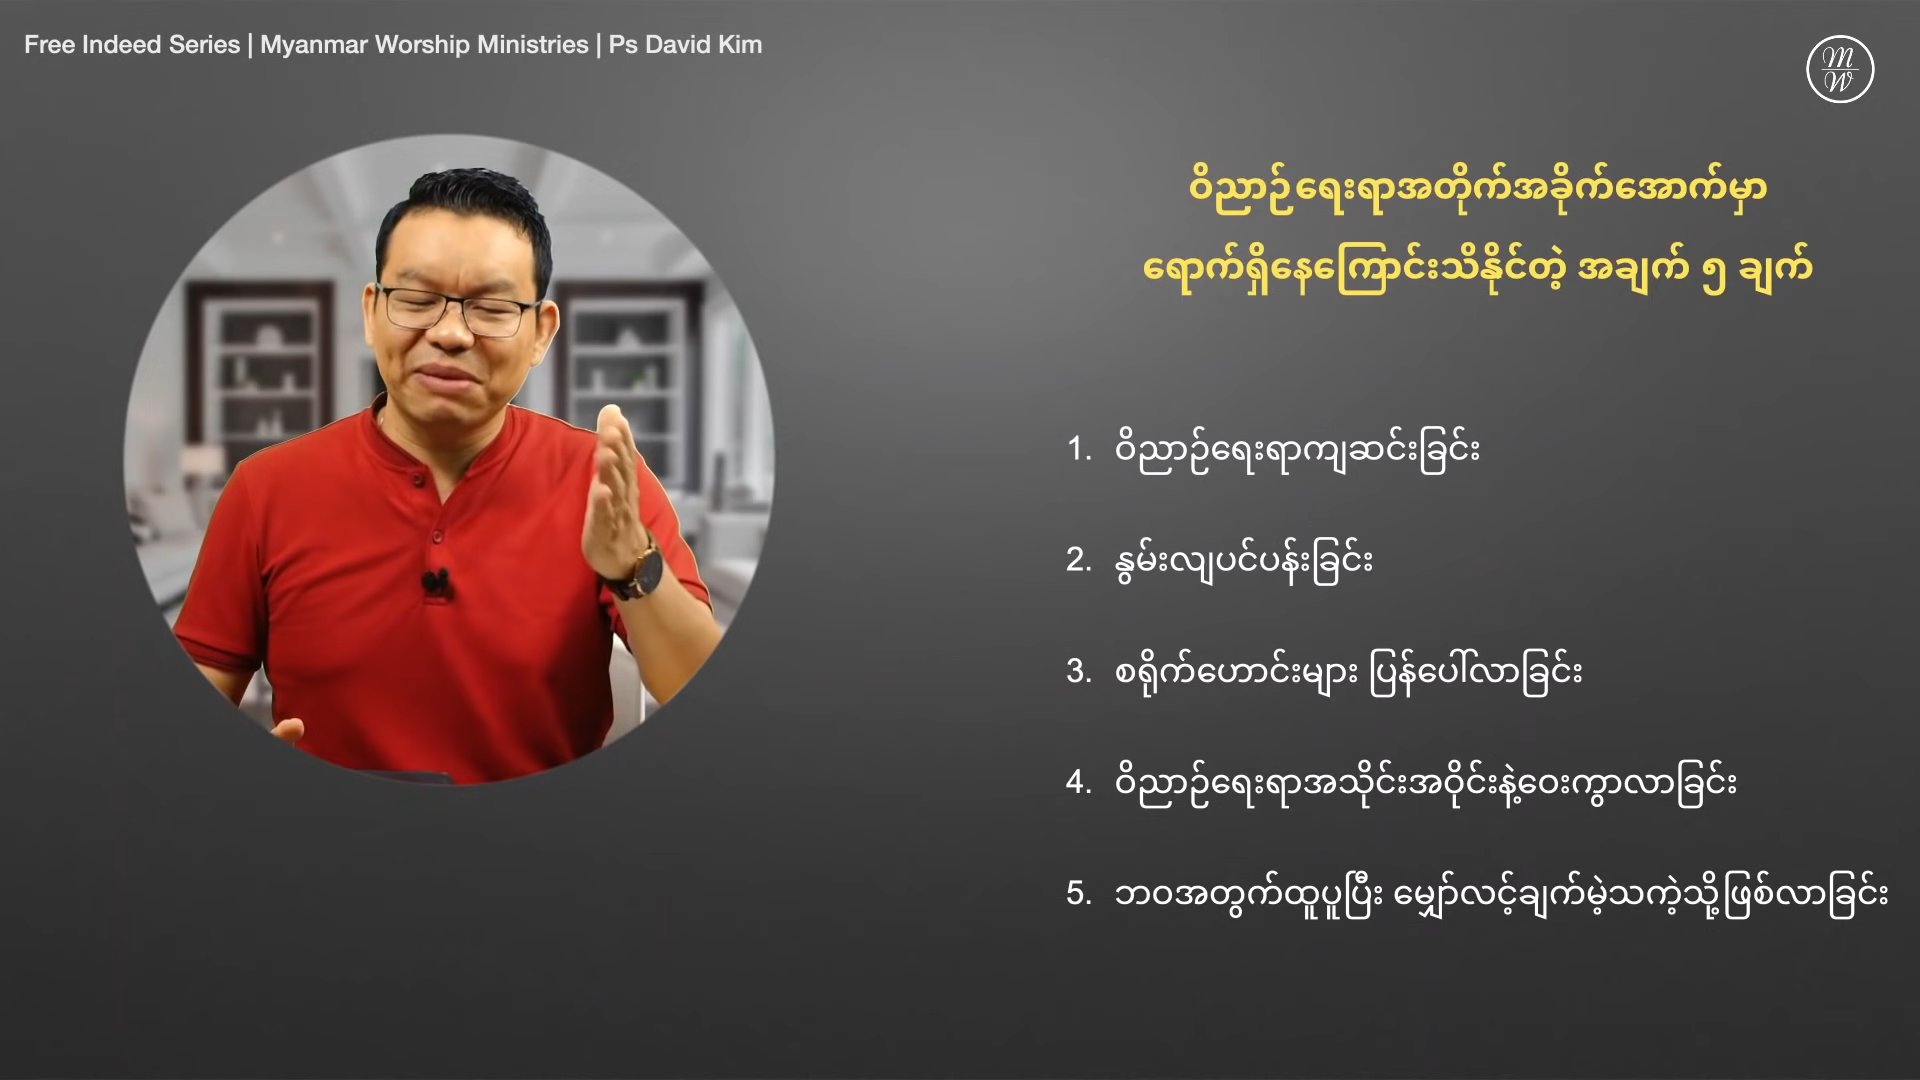 Free Indeed Series | Myanmar Worship Ministries | Ps David Kim
MW
ဝိညာဉ်ရေးရာအတိုက်အခိုက်အောက်မှာ
ရောက်ရှိနေကြောင်းသိနိုင်တဲ့ အချက် ၅ ချက်
1. ဝိညာဉ်ရေးရာကျဆင်းခြင်း
2. နွမ်းလျပင်ပန်းခြင်း
3. စရိုက်ဟောင်းများ ပြန်ပေါ်လာခြင်း
4. ဝိညာဉ်ရေးရာအသိုင်းအဝိုင်းနဲ့ဝေးကွာလာခြင်း
5. ဘဝအတွက်ထူပူပြီး မျှော်လင့်ချက်မဲ့သကဲ့သို့ဖြစ်လာခြင်း